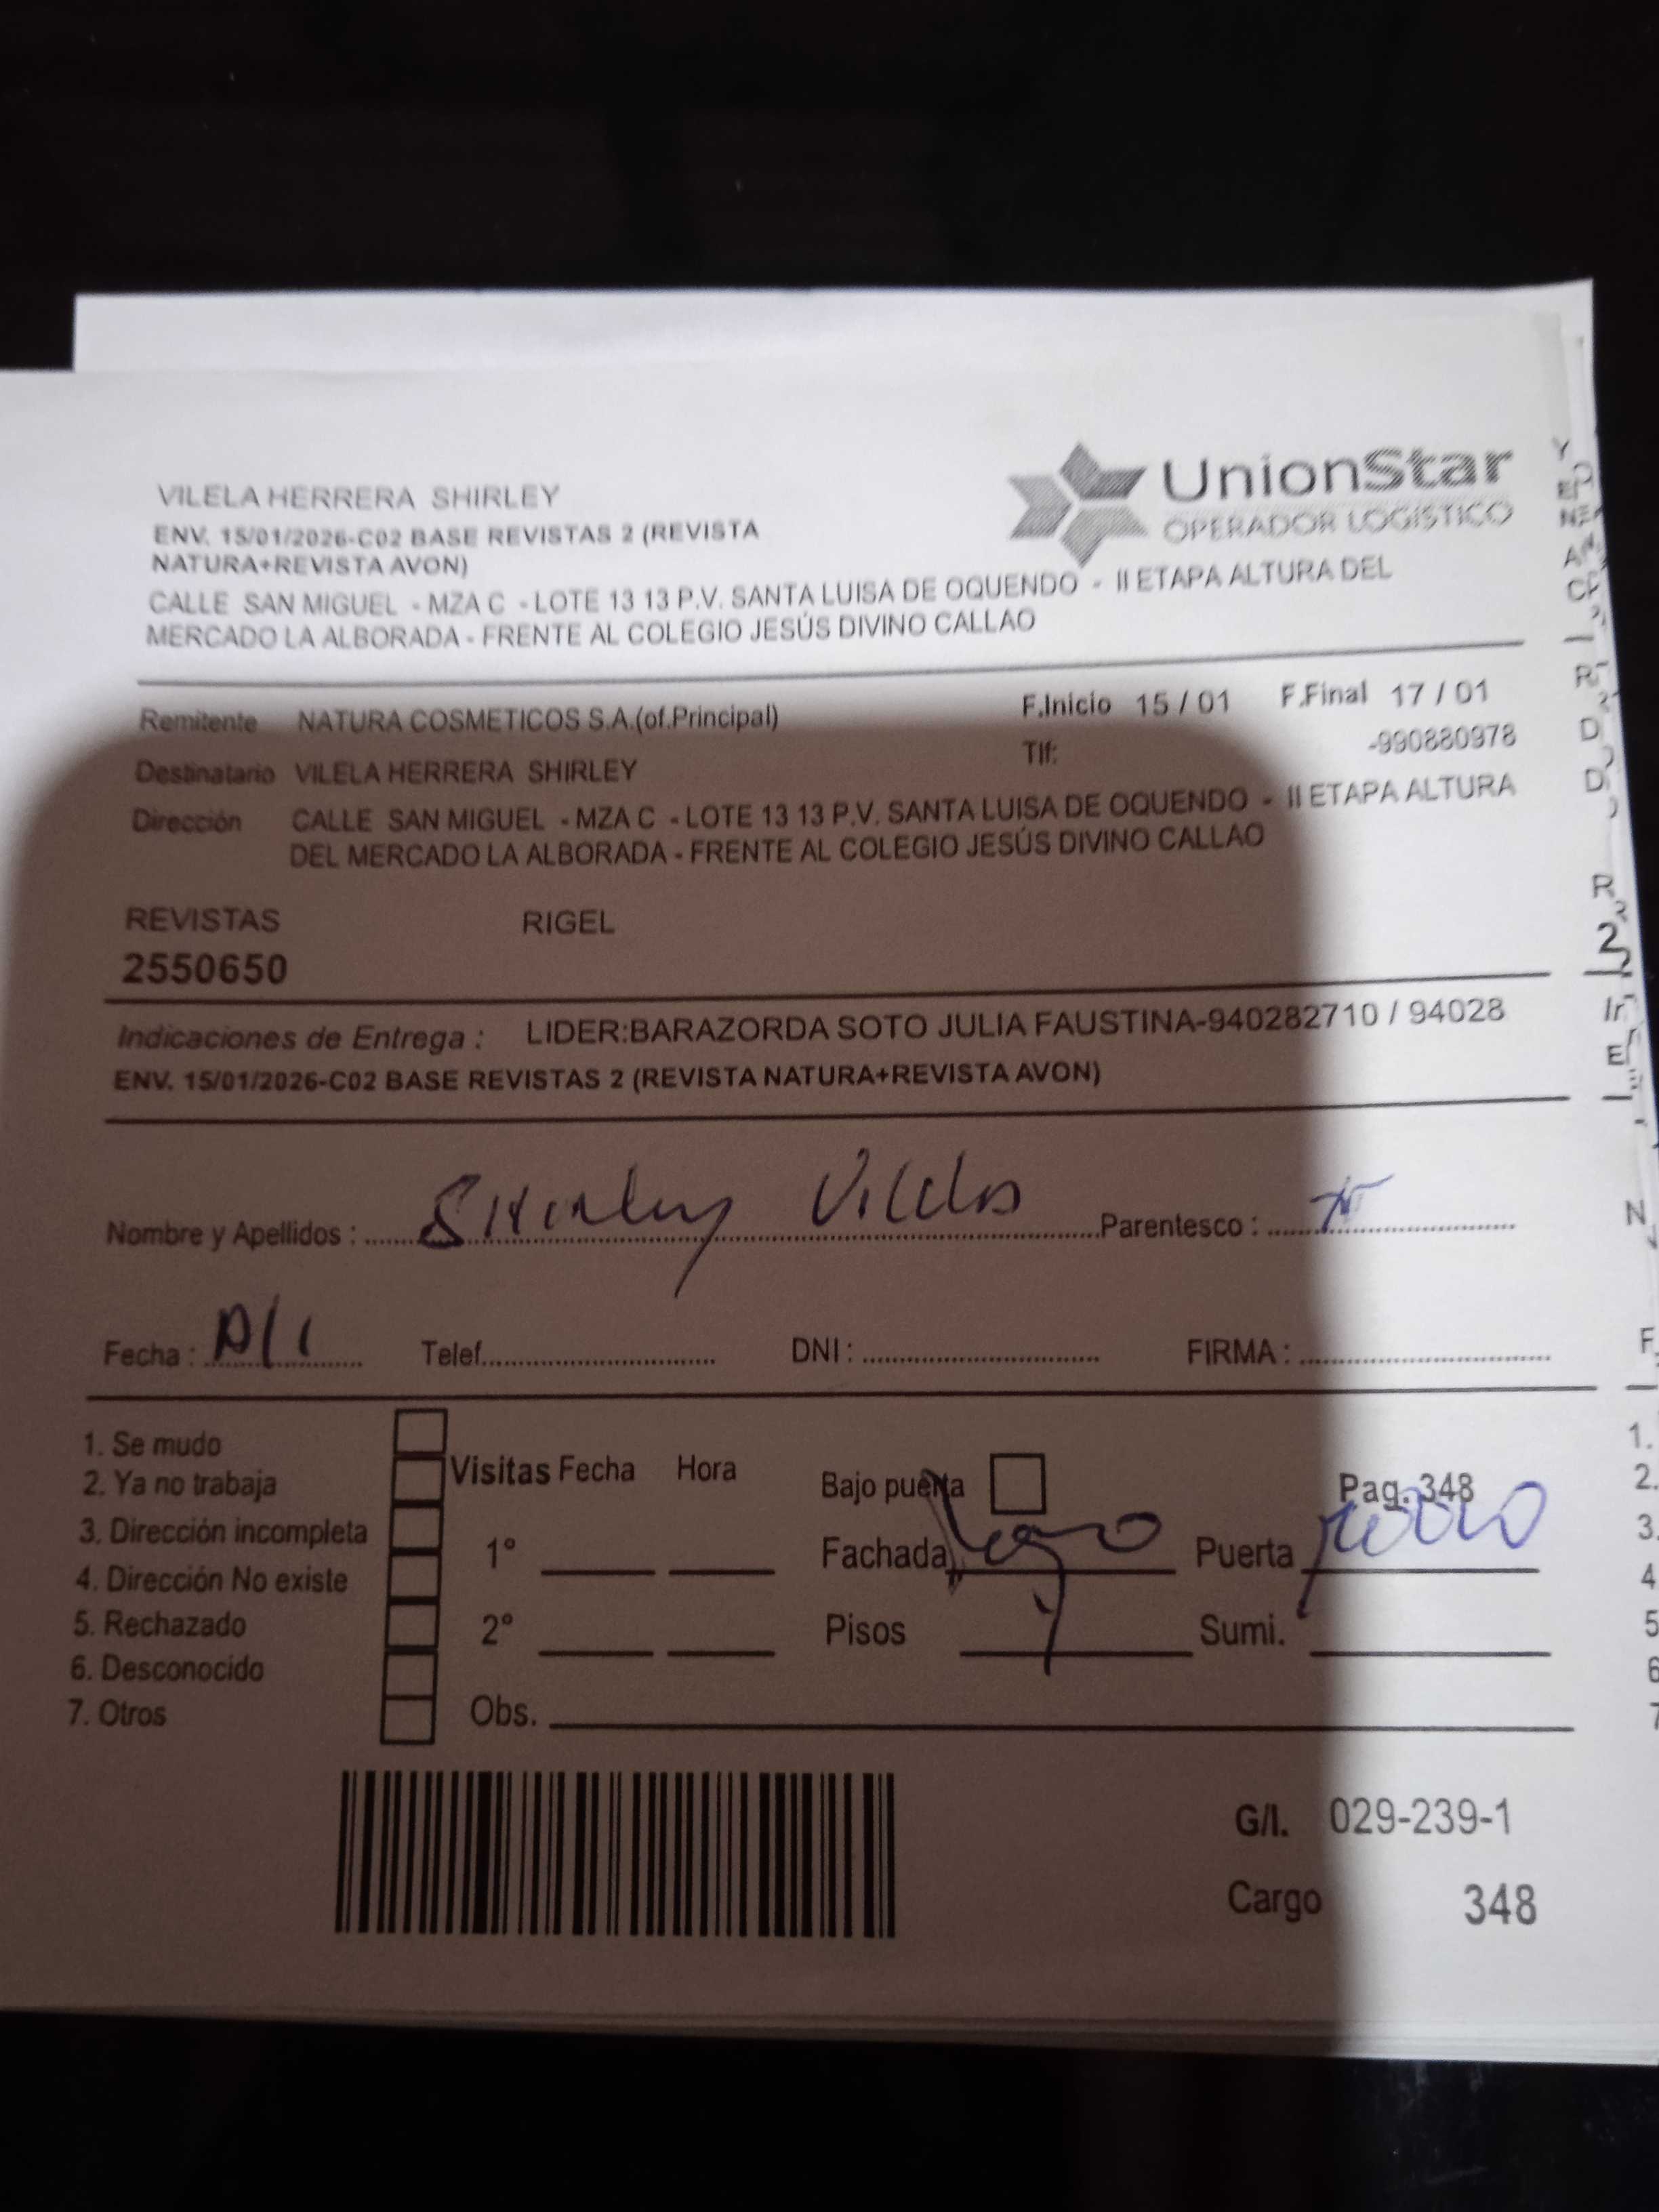 VILELA HERRERA SHIRLEY
ENV. 15/01/2026-C02 BASE REVISTAS 2 (REVISTA
NATURA+REVISTA AVON)
CALLE SAN MIGUEL - MZA C - LOTE 13 13 P.V. SANTA LUISA DE OQUENDO - II ETAPA ALTURA DEL
MERCADO LA ALBORADA - FRENTE AL COLEGIO JESÚS DIVINO CALLAO
UnionStar
OPERADOR LOGÍSTICO
Remitente NATURA COSMETICOS S.A.(of.Principal) F.Inicio 15 / 01 F.Final 17 / 01
Destinatario VILELA HERRERA SHIRLEY Tlf: -990880978
Dirección CALLE SAN MIGUEL - MZA C - LOTE 13 13 P.V. SANTA LUISA DE OQUENDO - II ETAPA ALTURA
DEL MERCADO LA ALBORADA - FRENTE AL COLEGIO JESÚS DIVINO CALLAO
REVISTAS RIGEL
2550650
Indicaciones de Entrega : LIDER:BARAZORDA SOTO JULIA FAUSTINA-940282710 / 94028
ENV. 15/01/2026-C02 BASE REVISTAS 2 (REVISTA NATURA+REVISTA AVON)
Nombre y Apellidos : Shirley Vilela Parentesco :
Fecha : Telef. DNI : FIRMA :
1. Se mudo
2. Ya no trabaja
3. Dirección incompleta
4. Dirección No existe
5. Rechazado
6. Desconocido
7. Otros
Visitas Fecha Hora
1°
2°
Obs.
Bajo puerta Pag. 348
Fachada Puerta
Pisos Sumi.
G/I. 029-239-1
Cargo 348